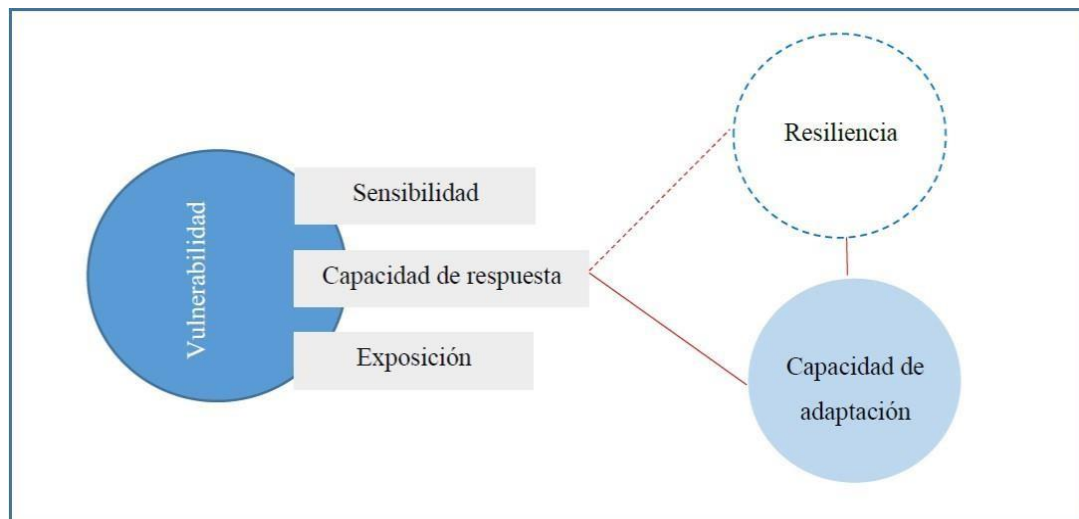 Vulnerabilidad
Sensibilidad
Capacidad de respuesta
Exposición
Resiliencia
Capacidad de
adaptación